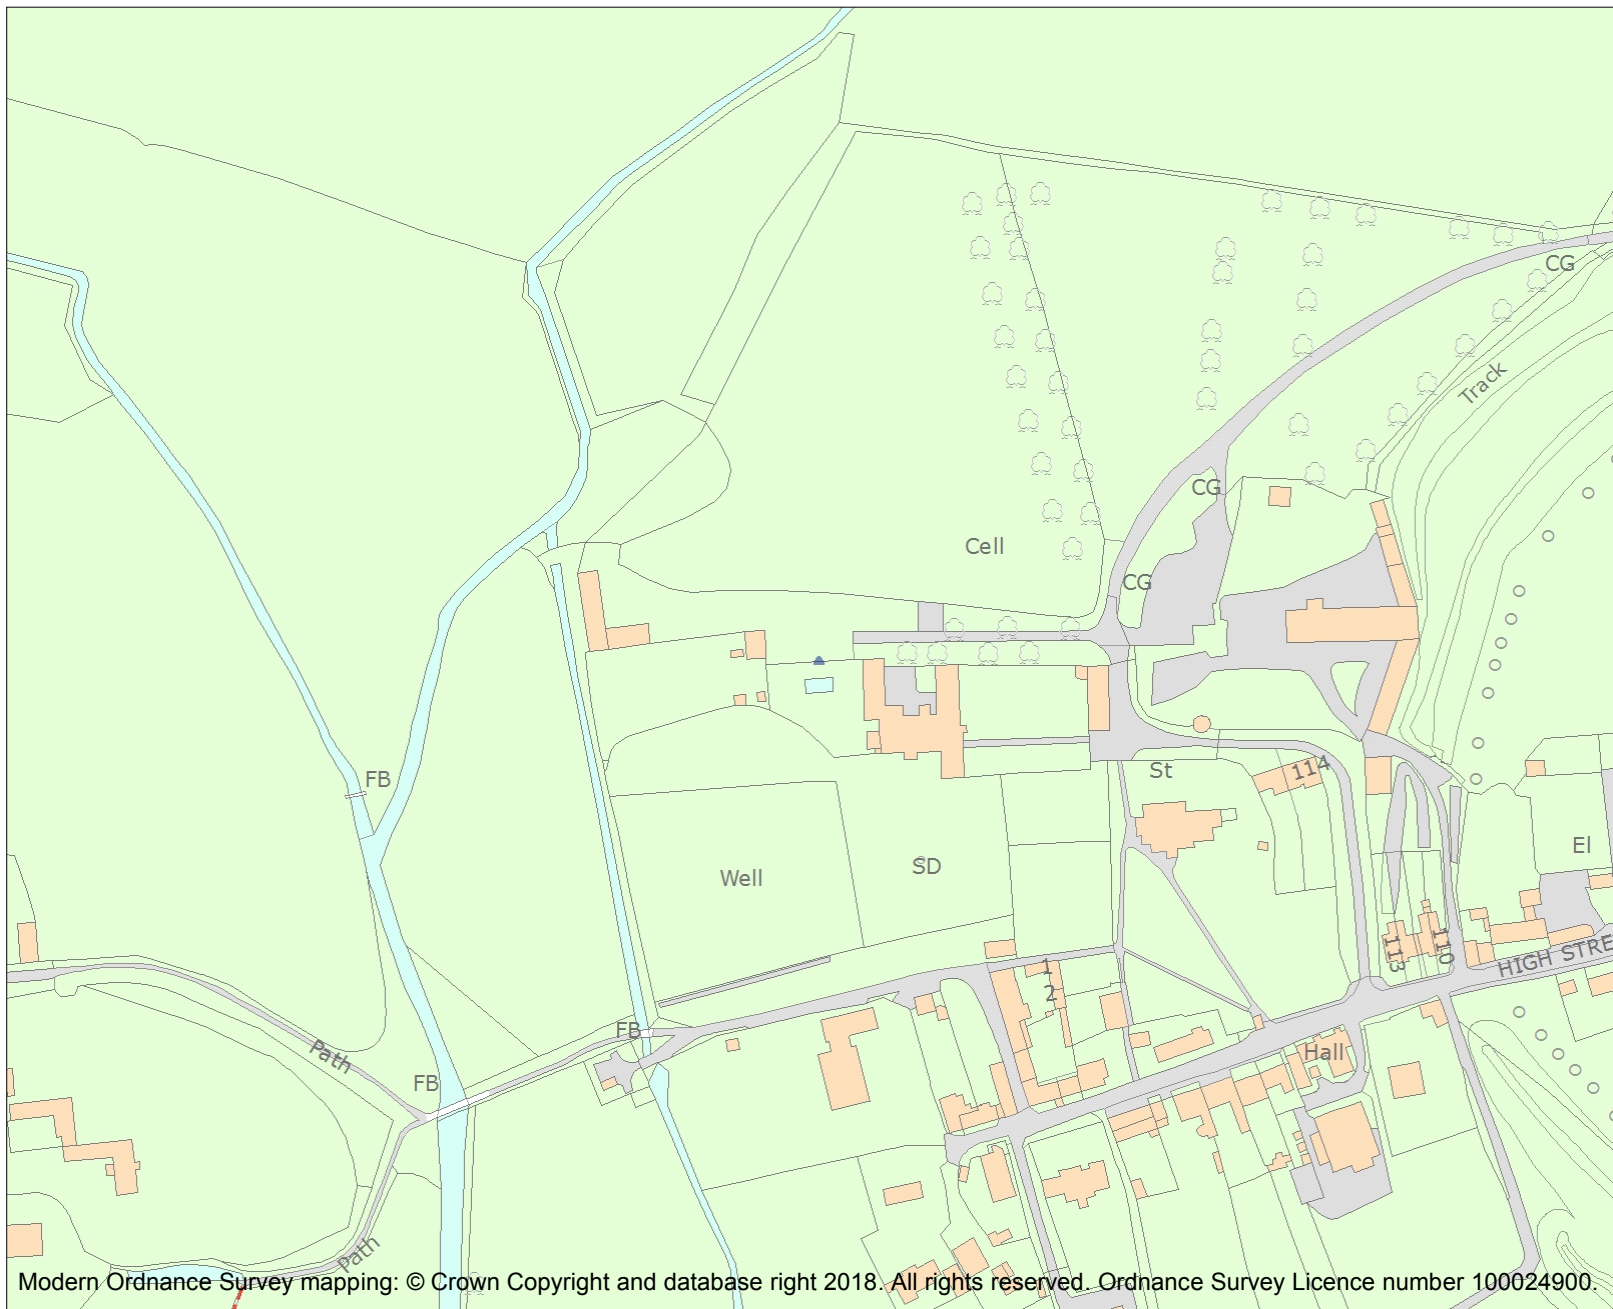 CG
Track
CG
Cell
CG
St
114
FB
El
SD
Well
113
110
HIGH STRE
1
2
FB
Path
Hall
FB
Path
Modern Ordnance Survey mapping: © Crown Copyright and database right 2018. All rights reserved. Ordnance Survey Licence number 100024900.